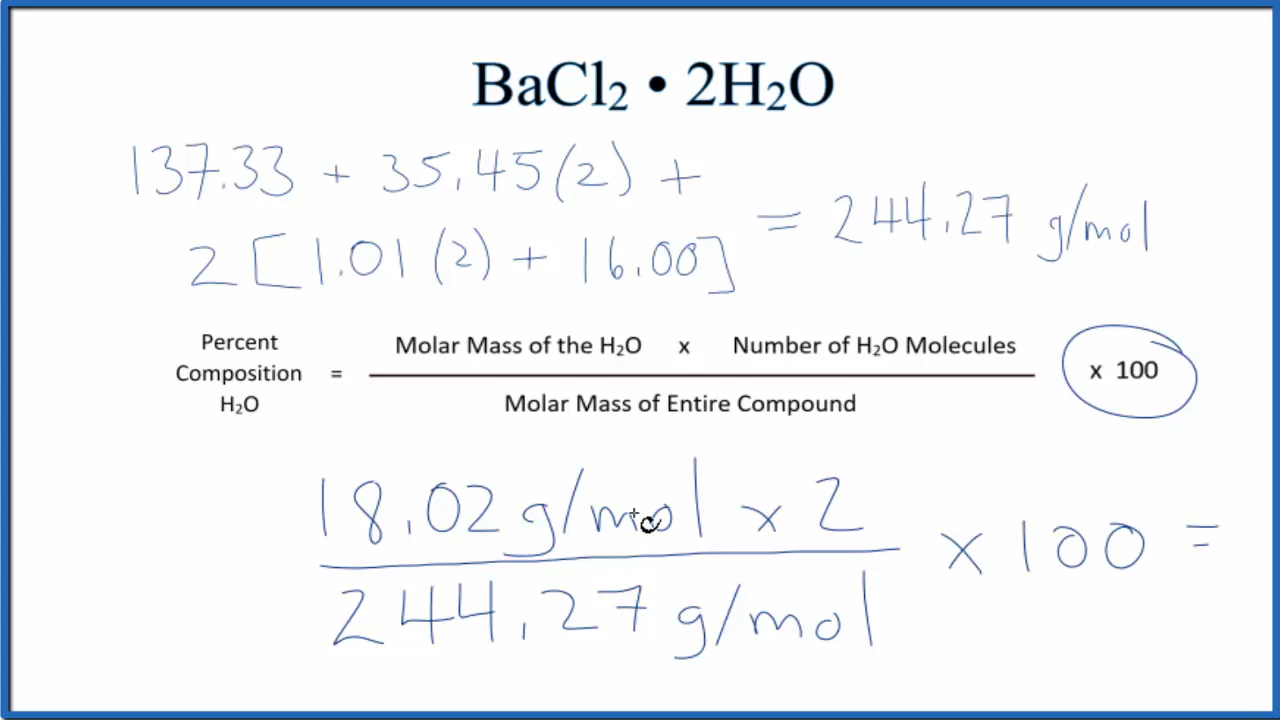 BaCl₂ • 2H₂O
137.33 + 35.45(2) +
2[1.01(2) + 16.00]
= 244.27 g/mol
Percent
Composition
H₂O
=
Molar Mass of the H₂O x Number of H₂O Molecules
Molar Mass of Entire Compound
x 100
18.02 g/mol x 2
244.27 g/mol
x 100 =